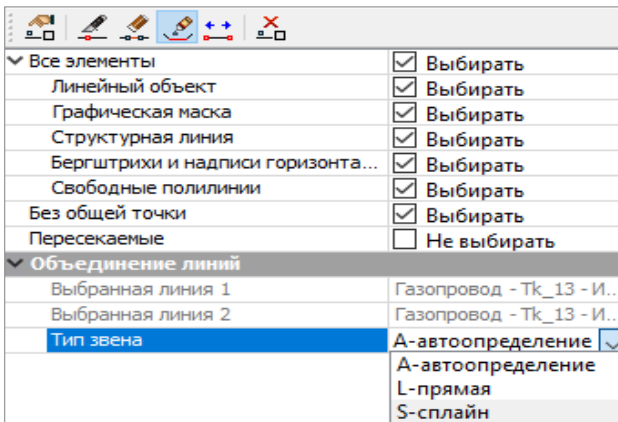 Все элементы Выбирать
Линейный объект Выбирать
Графическая маска Выбирать
Структурная линия Выбирать
Бергштрихи и надписи горизонта... Выбирать
Свободные полилинии Выбирать
Без общей точки Выбирать
Пересекаемые Не выбирать
Объединение линий
Выбранная линия 1 Газопровод - Tk_13 - И...
Выбранная линия 2 Газопровод - Tk_13 - И...
Тип звена А-автоопределение
А-автоопределение
L-прямая
S-сплайн